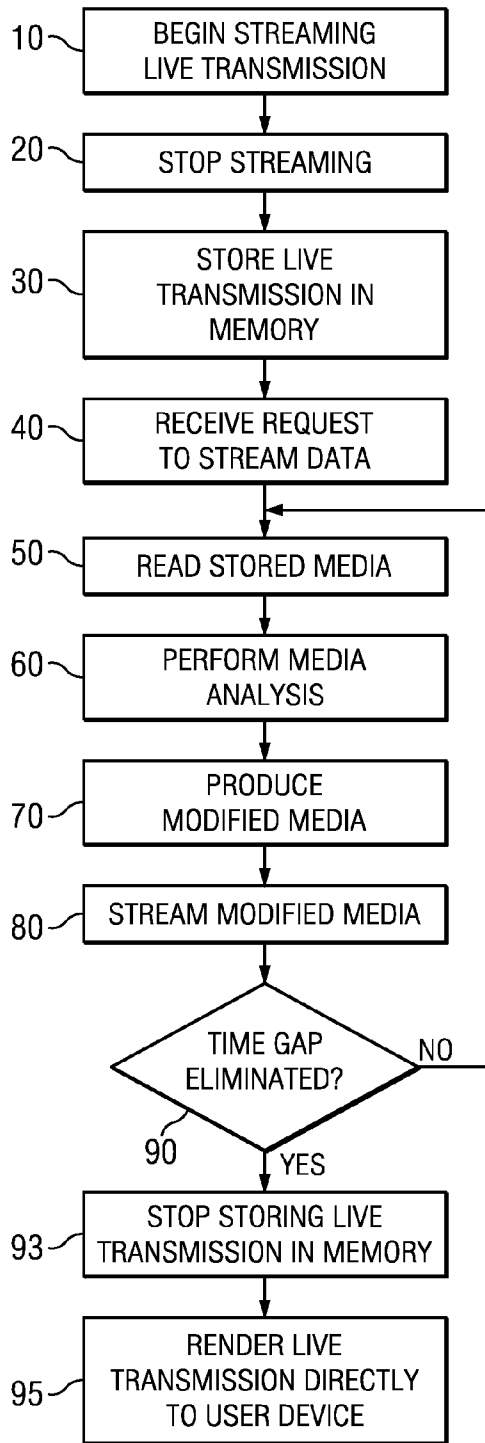 10
BEGIN STREAMING
LIVE TRANSMISSION
20
STOP STREAMING
30
STORE LIVE
TRANSMISSION IN
MEMORY
40
RECEIVE REQUEST
TO STREAM DATA
50
READ STORED MEDIA
60
PERFORM MEDIA
ANALYSIS
70
PRODUCE
MODIFIED MEDIA
80
STREAM MODIFIED MEDIA
TIME GAP
ELIMINATED?
NO
90
YES
93
STOP STORING LIVE
TRANSMISSION IN MEMORY
95
RENDER LIVE
TRANSMISSION DIRECTLY
TO USER DEVICE